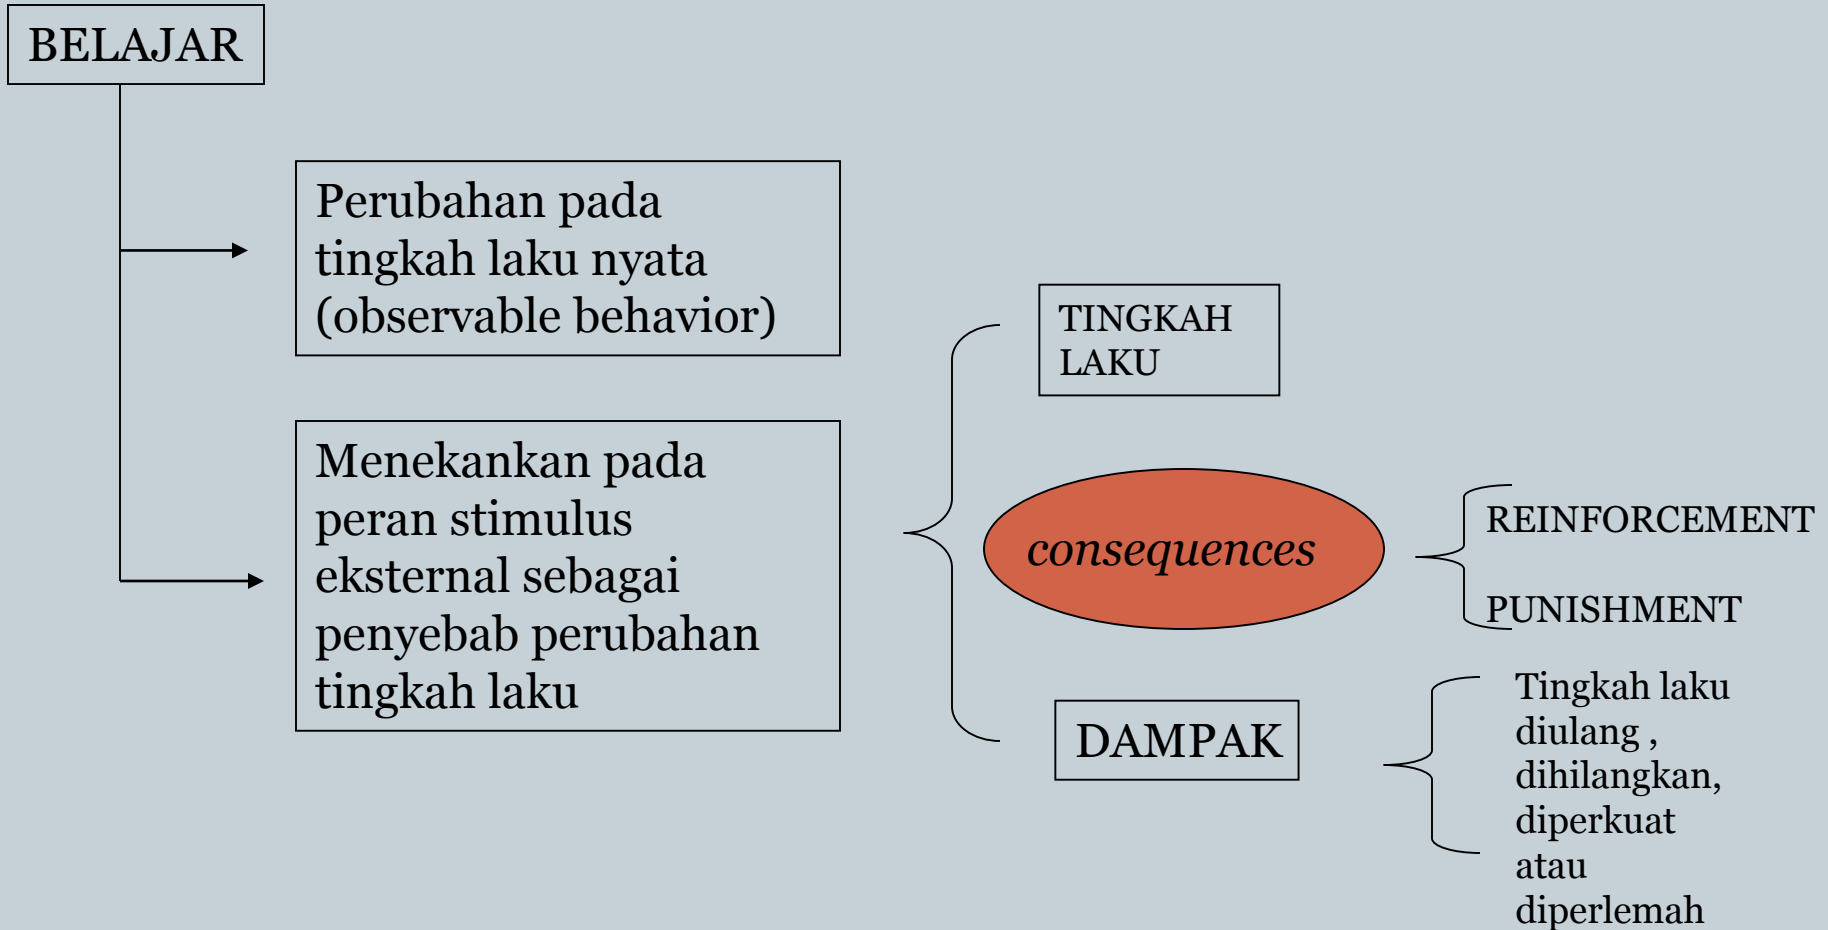 BELAJAR
Perubahan pada
tingkah laku nyata
(observable behavior)
Menekankan pada
peran stimulus
eksternal sebagai
penyebab perubahan
tingkah laku
TINGKAH
LAKU
consequences
REINFORCEMENT
PUNISHMENT
DAMPAK
Tingkah laku
diulang ,
dihilangkan,
diperkuat
atau
diperlemah